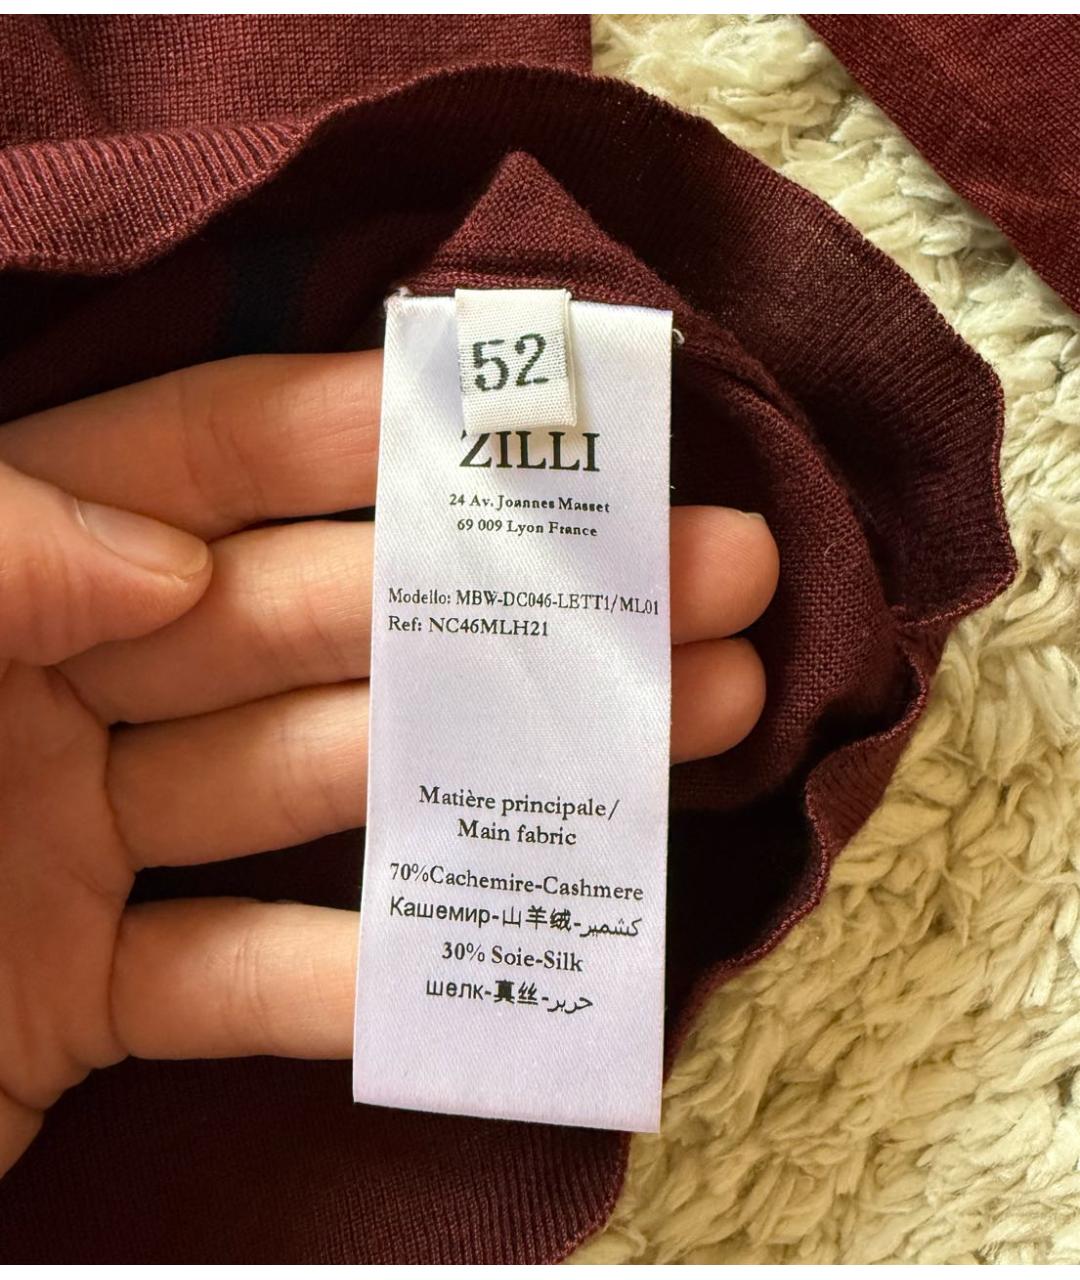 52
ZILLI
24 Av. Joannes Masset
69 009 Lyon France
Modello: MBW-DC046-LETT1/ML01
Ref: NC46MLH21
Matière principale/
Main fabric
70%Cachemire-Cashmere
Кашемир-山羊绒-كشمير
30% Soie-Silk
шелк-真丝-حرير